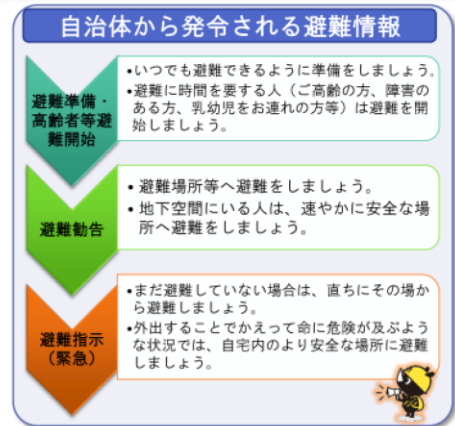 自治体から発令される避難情報
避難準備・
高齢者等避
難開始
•いつでも避難できるように準備をしましょう。
•避難に時間を要する人（ご高齢の方、障害の
ある方、乳幼児をお連れの方等）は避難を開
始しましょう。
避難勧告
• 避難場所等へ避難をしましょう。
• 地下空間にいる人は、速やかに安全な場
所へ避難をしましょう。
避難指示
（緊急）
•まだ避難していない場合は、直ちにその場か
ら避難しましょう。
•外出することでかえって命に危険が及ぶよう
な状況では、自宅内のより安全な場所に避難
しましょう。